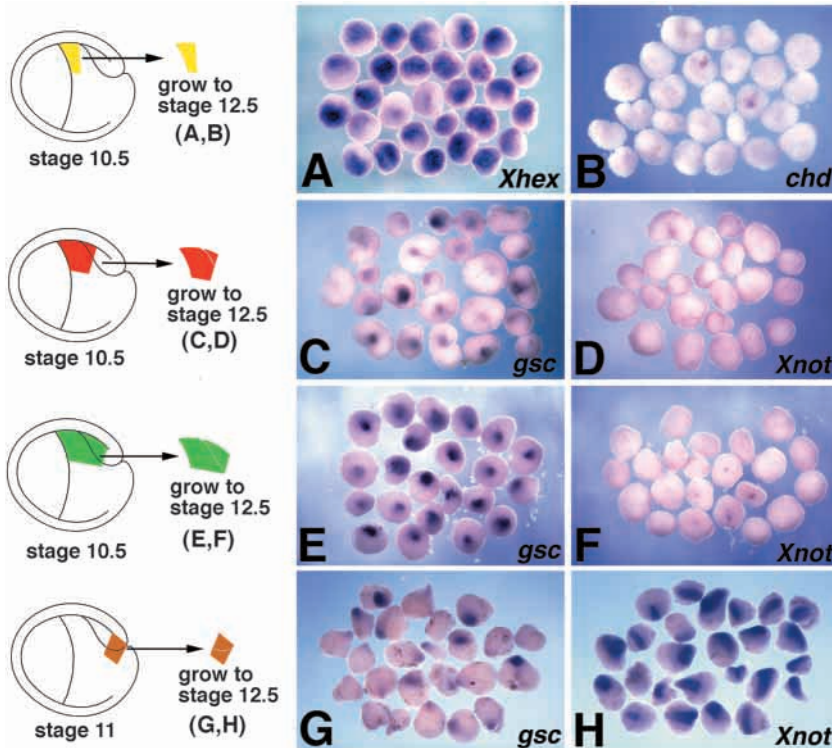 grow to
stage 12.5
(A,B)
stage 10.5
A
Xhex
B
chd
grow to
stage 12.5
(C,D)
stage 10.5
C
gsc
D
Xnot
grow to
stage 12.5
(E,F)
stage 10.5
E
gsc
F
Xnot
grow to
stage 12.5
(G,H)
stage 11
G
gsc
H
Xnot